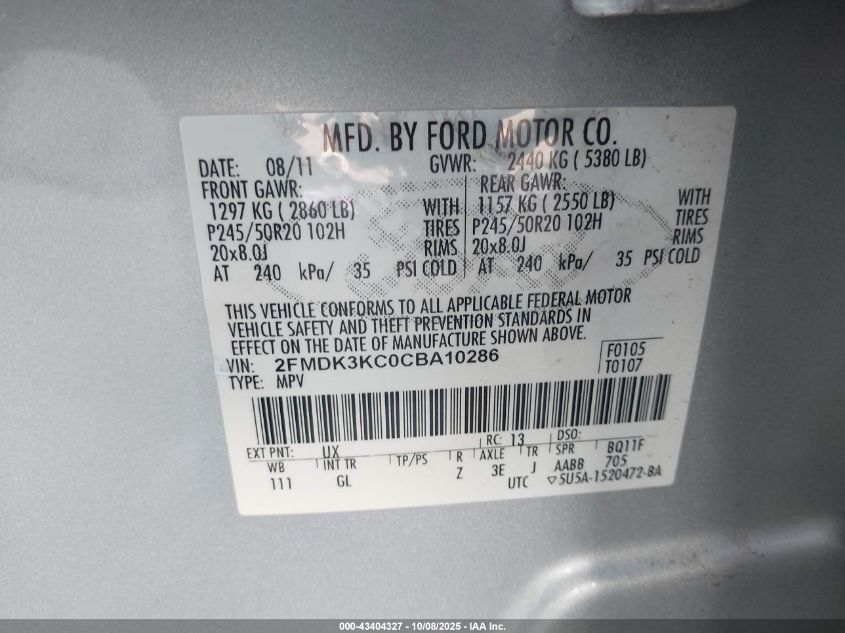 MFD. BY FORD MOTOR CO.
DATE: 08/11 GVWR: 2440 KG ( 5380 LB)
FRONT GAWR: REAR GAWR:
1297 KG ( 2860 LB) WITH 1157 KG ( 2550 LB) WITH
P245/50R20 102H TIRES P245/50R20 102H TIRES
20x8.0J RIMS 20x8.0J RIMS
AT 240 kPa/ 35 PSI COLD AT 240 kPa/ 35 PSI COLD
THIS VEHICLE CONFORMS TO ALL APPLICABLE FEDERAL MOTOR
VEHICLE SAFETY AND THEFT PREVENTION STANDARDS IN
EFFECT ON THE DATE OF MANUFACTURE SHOWN ABOVE.
VIN: 2FMDK3KC0CBA10286 F0105
TYPE: MPV T0107
EXT PNT: UX RC: 13 DSO:
WB INT TR TP/PS R AXLE TR SPR BQ11F
111 GL Z 3E J AABB 705
UTC ▽5U5A-1520472-BA
000-43404327 - 10/08/2025 - IAA Inc.